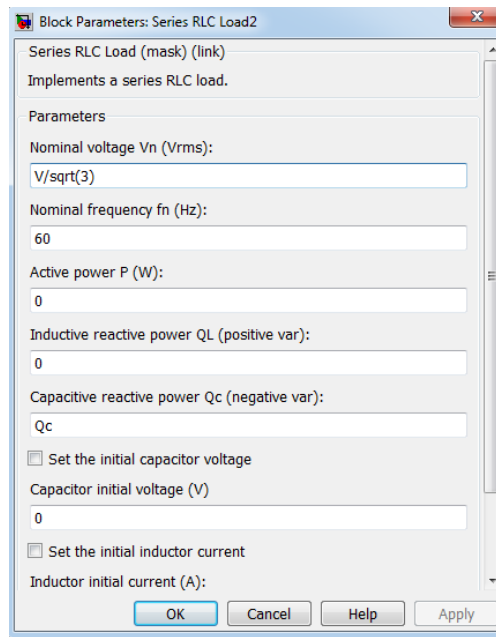 Block Parameters: Series RLC Load2
Series RLC Load (mask) (link)
Implements a series RLC load.
Parameters
Nominal voltage Vn (Vrms):
V/sqrt(3)
Nominal frequency fn (Hz):
60
Active power P (W):
0
Inductive reactive power QL (positive var):
0
Capacitive reactive power Qc (negative var):
Qc
Set the initial capacitor voltage
Capacitor initial voltage (V)
0
Set the initial inductor current
Inductor initial current (A):
OK Cancel Help Apply